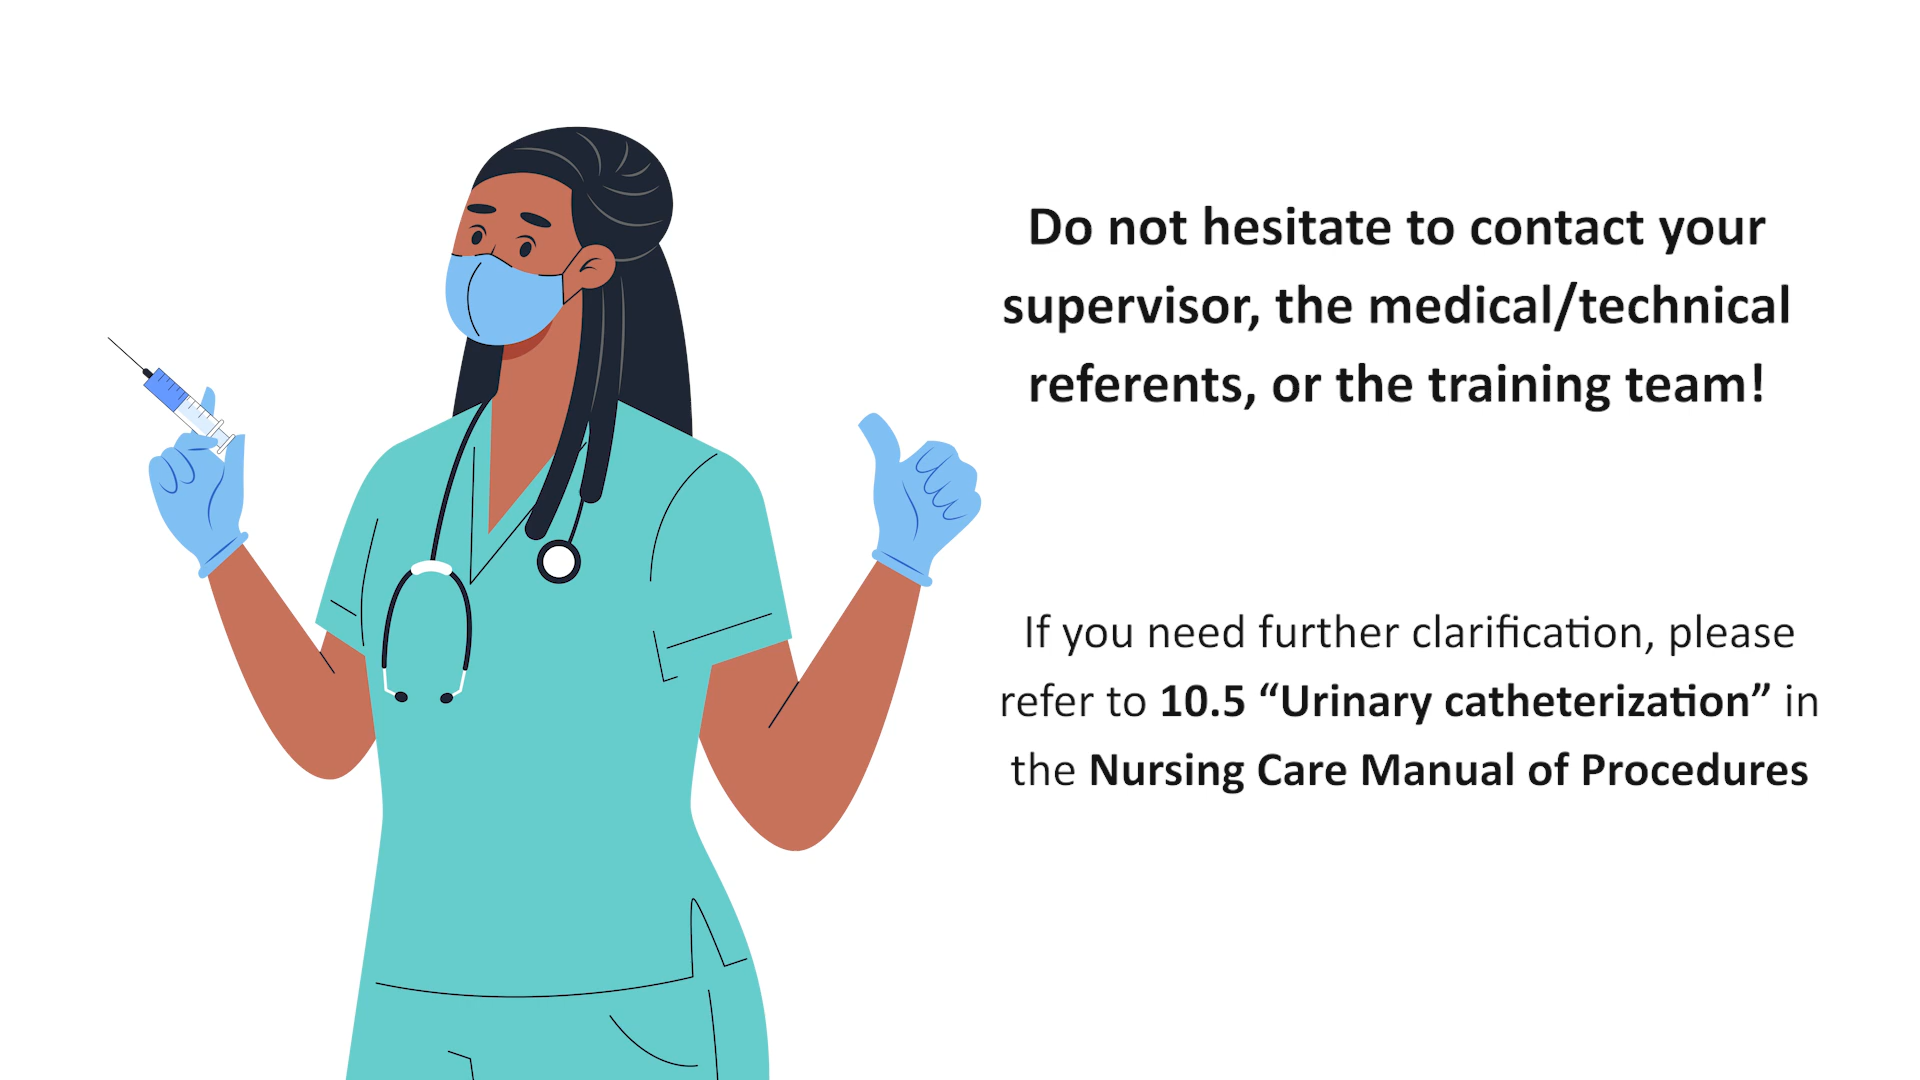 Do not hesitate to contact your
supervisor, the medical/technical
referents, or the training team!
If you need further clarification, please
refer to 10.5 “Urinary catheterization” in
the Nursing Care Manual of Procedures